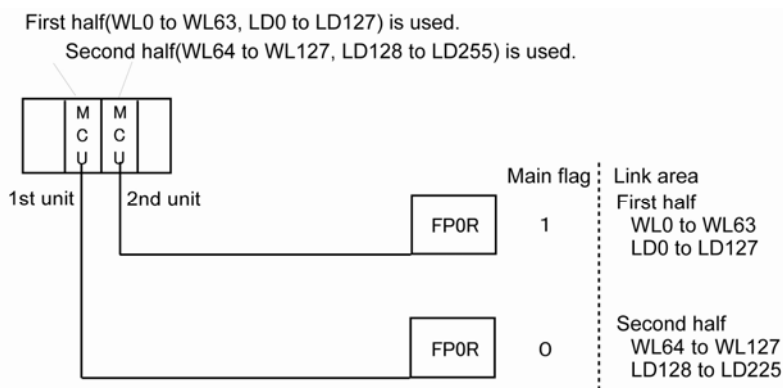 First half(WL0 to WL63, LD0 to LD127) is used.
Second half(WL64 to WL127, LD128 to LD255) is used.
M
C
U
M
C
U
1st unit
2nd unit
Main flag
Link area
FP0R
1
First half
WL0 to WL63
LD0 to LD127
FP0R
0
Second half
WL64 to WL127
LD128 to LD225